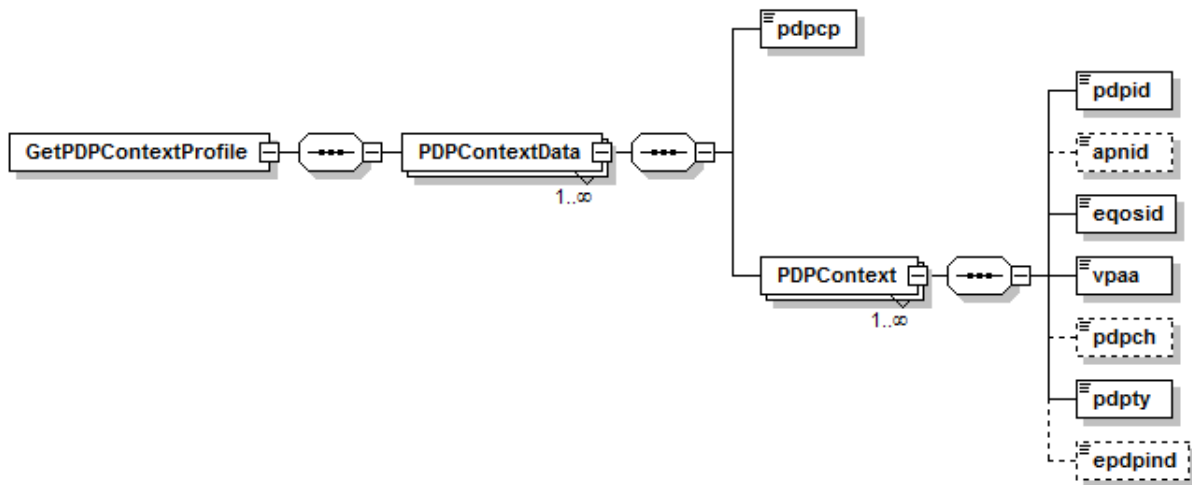 pdpcp
pdpid
apnid
GetPDPContextProfile
PDPContextData
1..∞
eqosid
PDPContext
vpaa
1..∞
pdpch
pdpty
epdpind